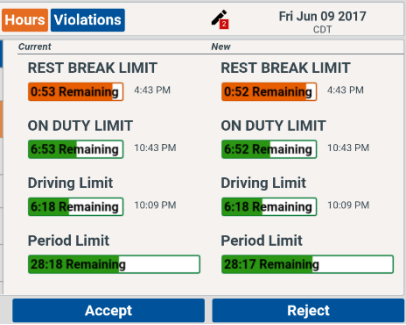 Hours Violations 2 Fri Jun 09 2017
CDT
Current New
REST BREAK LIMIT REST BREAK LIMIT
0:53 Remaining 4:43 PM 0:52 Remaining 4:43 PM
ON DUTY LIMIT ON DUTY LIMIT
6:53 Remaining 10:43 PM 6:52 Remaining 10:43 PM
Driving Limit Driving Limit
6:18 Remaining 10:09 PM 6:18 Remaining 10:09 PM
Period Limit Period Limit
28:18 Remaining 28:17 Remaining
Accept Reject